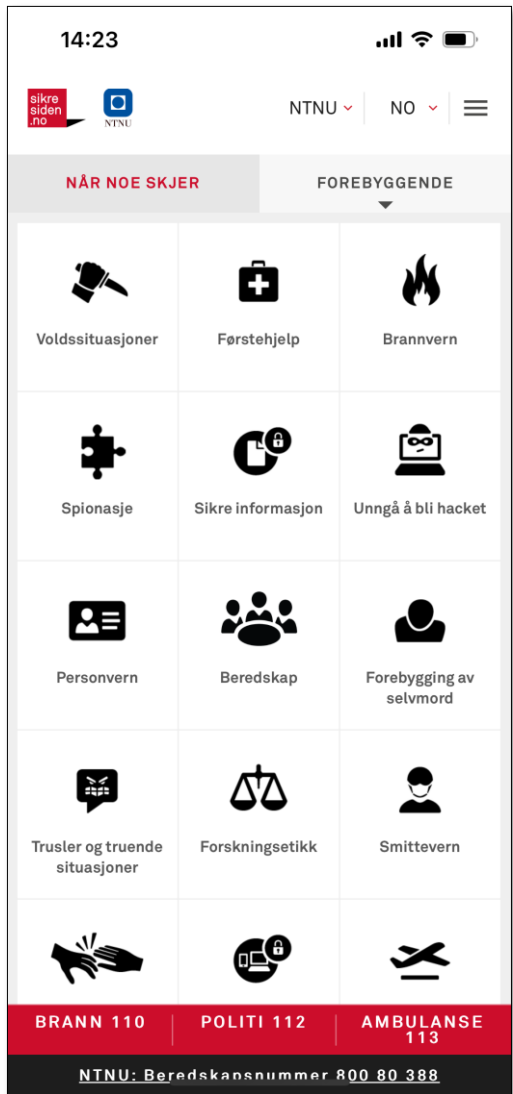 14:23
sikre
siden
.no
NTNU
NTNU
NO
NÅR NOE SKJER
FOREBYGGENDE
Voldssituasjoner
Førstehjelp
Brannvern
Spionasje
Sikre informasjon
Unngå å bli hacket
Personvern
Beredskap
Forebygging av
selvmord
Trusler og truende
situasjoner
Forskningsetikk
Smittevern
BRANN 110
POLITI 112
AMBULANSE
113
NTNU: Beredskapsnummer 800 80 388